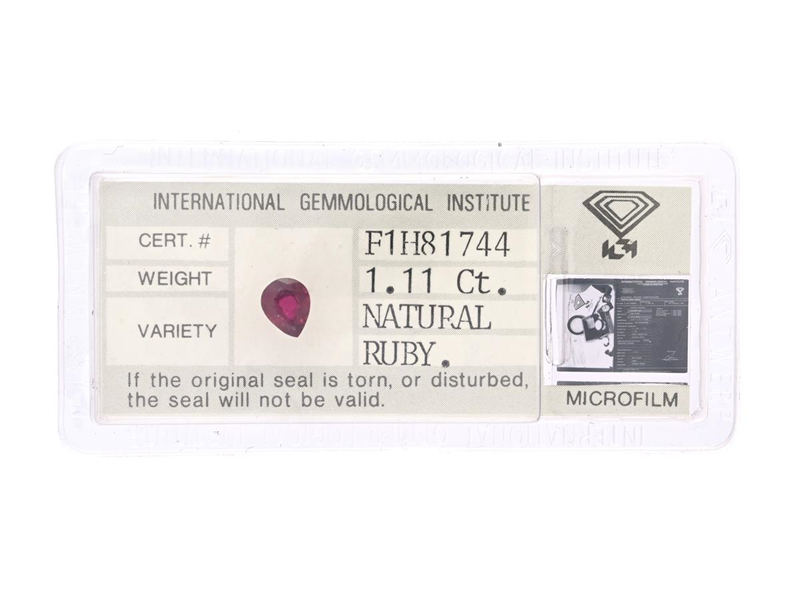 INTERNATIONAL GEMMOLOGICAL INSTITUTE
CERT. # F1H81744
WEIGHT 1.11 Ct.
VARIETY NATURAL
RUBY.
If the original seal is torn, or disturbed,
the seal will not be valid.
IGI
MICROFILM